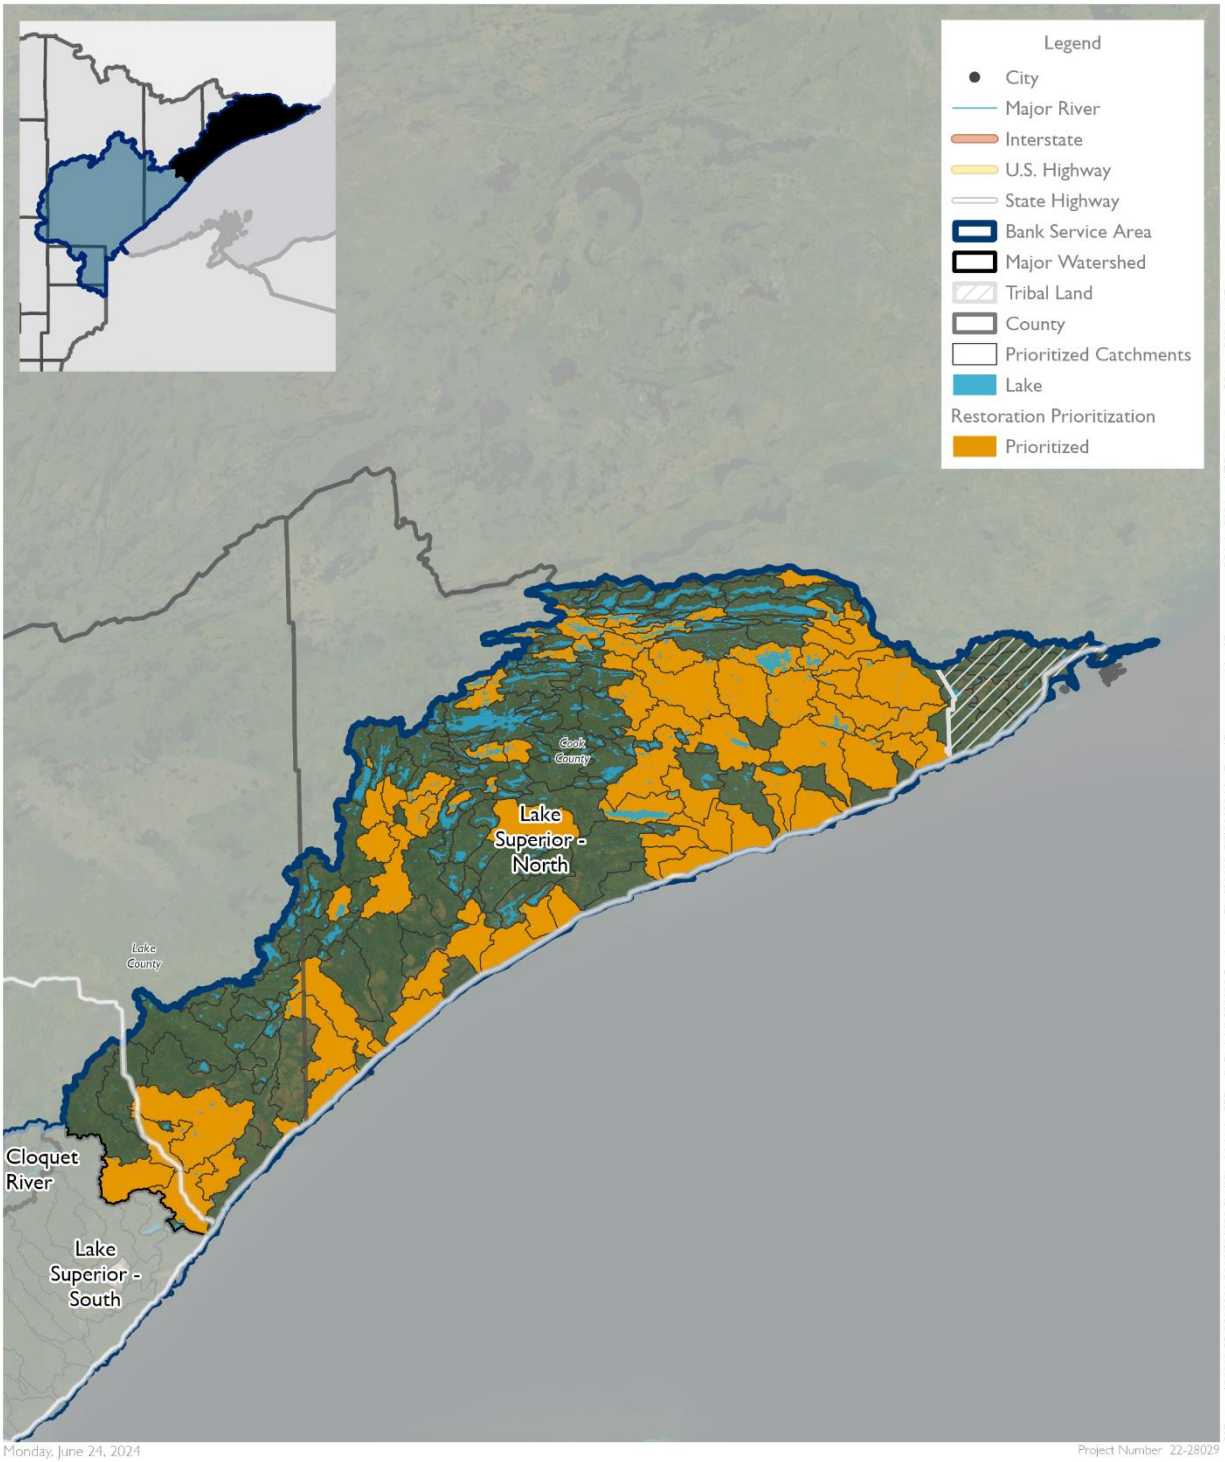 Legend
City
Major River
Interstate
U.S. Highway
State Highway
Bank Service Area
Major Watershed
Tribal Land
County
Prioritized Catchments
Lake
Restoration Prioritization
Prioritized
Cook
County
Lake
Superior -
North
Lake
County
Cloquet
River
Lake
Superior -
South
Monday, June 24, 2024
Project Number 22-28029